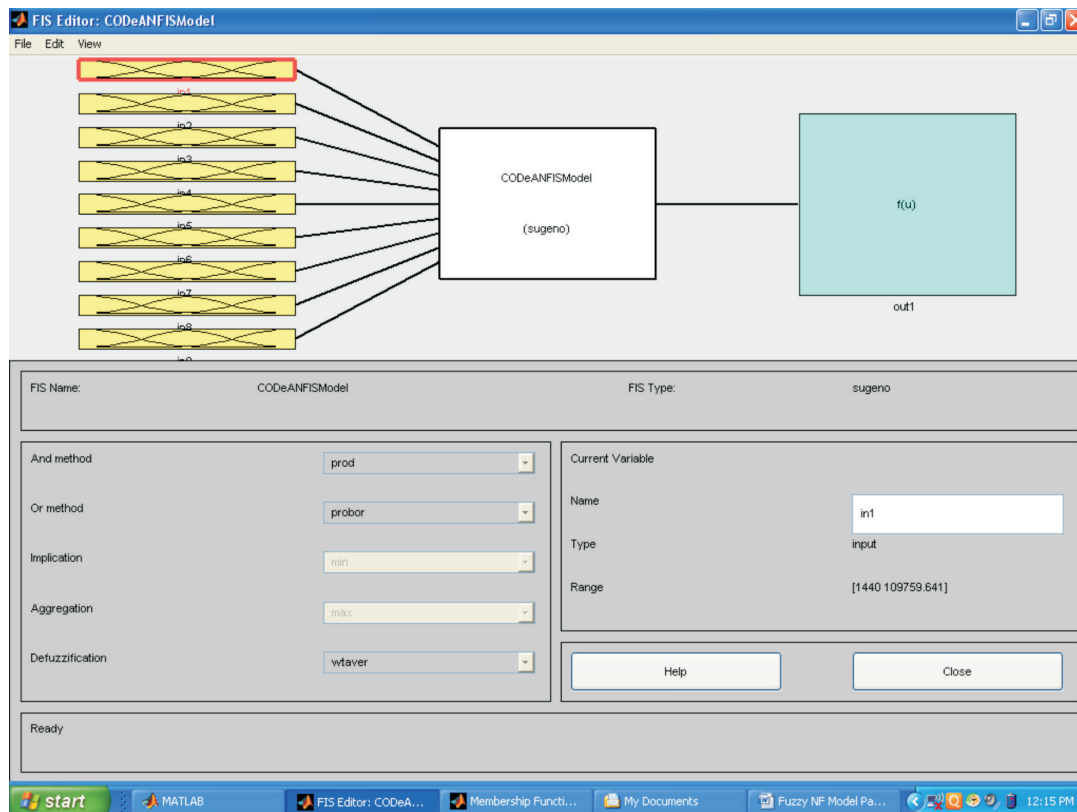 FIS Editor: CODeANFISModel
File Edit View
in1
in2
in3
in4
in5
in6
in7
in8
in9
CODeANFISModel
(sugeno)
f(u)
out1
FIS Name: CODeANFISModel FIS Type: sugeno
And method prod
Or method probor
Implication min
Aggregation max
Defuzzification wtaver
Current Variable
Name in1
Type input
Range [1440 109759.641]
Help Close
Ready
start MATLAB FIS Editor: CODeA... Membership Functi... My Documents Fuzzy NF Model Pa... 12:15 PM